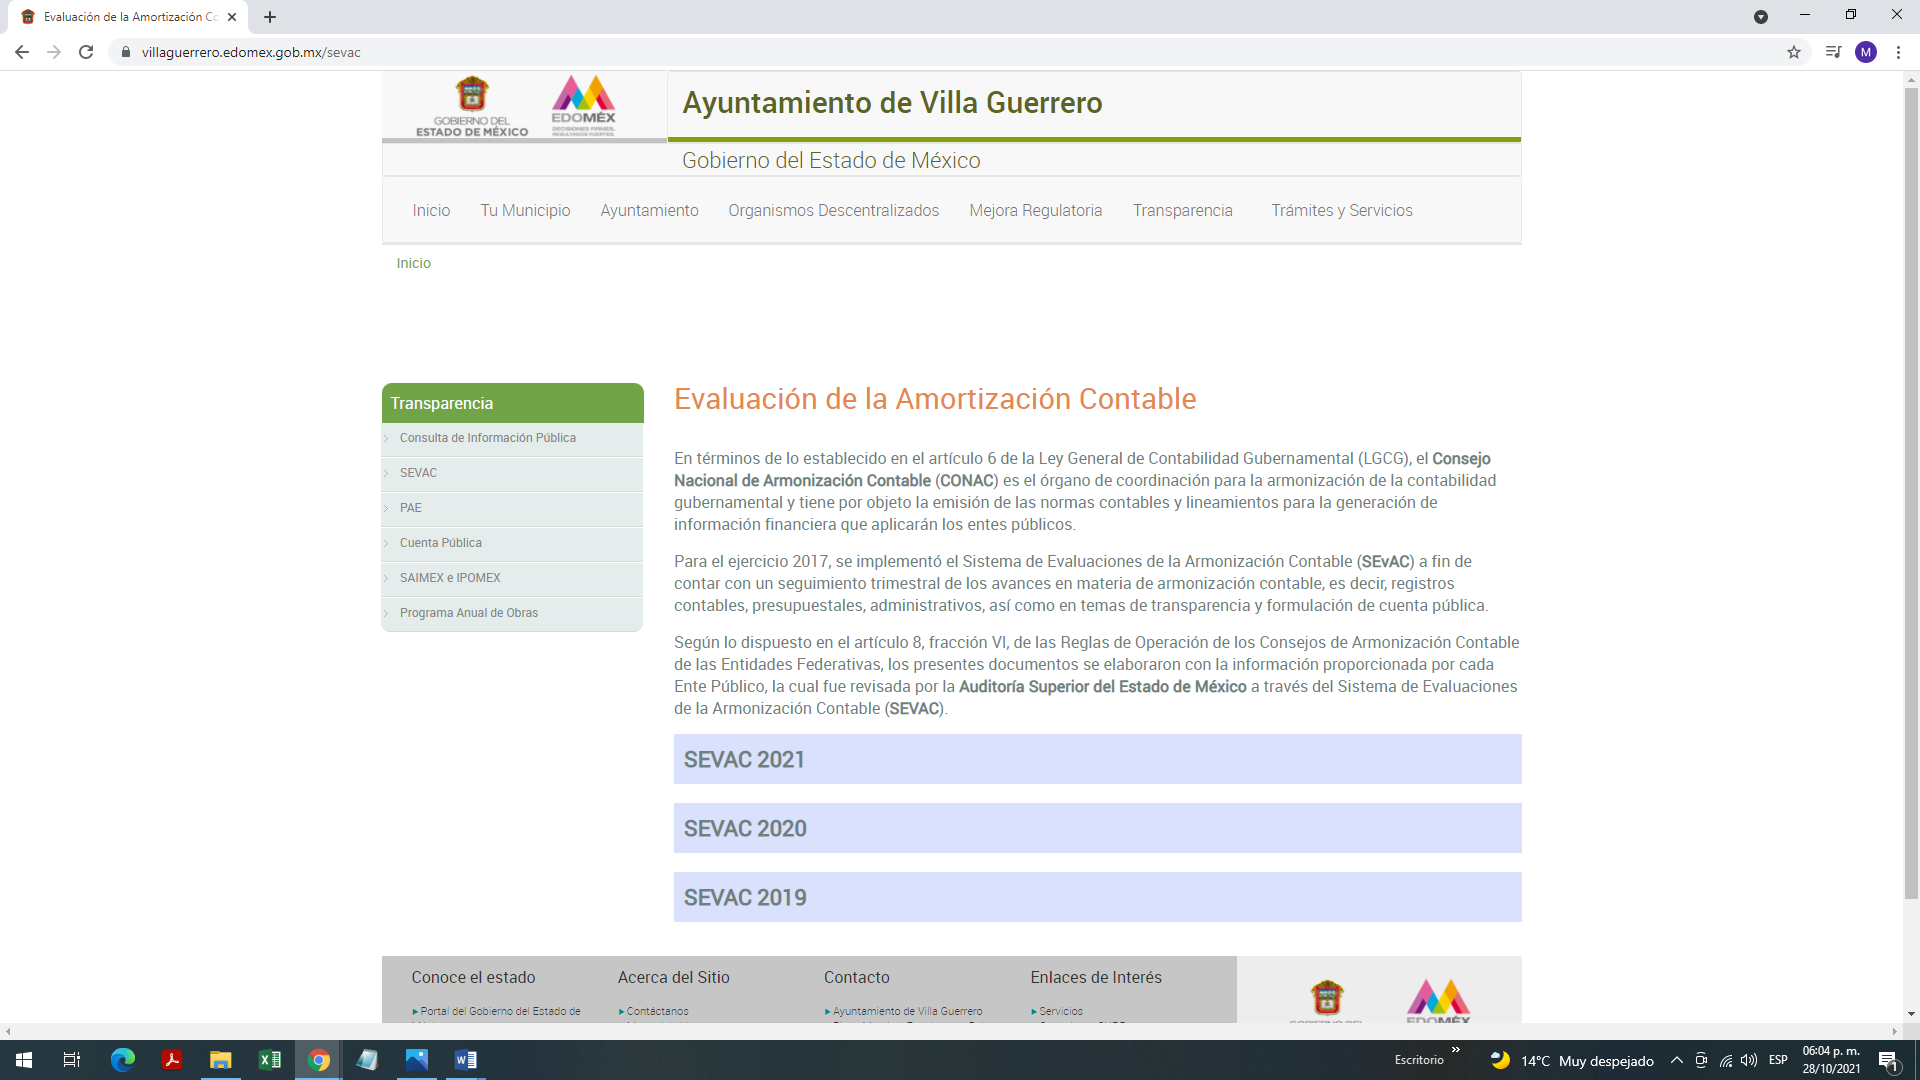 Evaluación de la Amortización Co
villaguerrero.edomex.gob.mx/sevac
M
GOBIERNO DEL
ESTADO DE MÉXICO
EDOMÉX
DECISIONES FIRMES,
RESULTADOS FUERTES.
Ayuntamiento de Villa Guerrero
Gobierno del Estado de México
Inicio Tu Municipio Ayuntamiento Organismos Descentralizados Mejora Regulatoria Transparencia Trámites y Servicios
Inicio
Transparencia
Consulta de Información Pública
SEVAC
PAE
Cuenta Pública
SAIMEX e IPOMEX
Programa Anual de Obras
Evaluación de la Amortización Contable
En términos de lo establecido en el artículo 6 de la Ley General de Contabilidad Gubernamental (LGCG), el Consejo
Nacional de Armonización Contable (CONAC) es el órgano de coordinación para la armonización de la contabilidad
gubernamental y tiene por objeto la emisión de las normas contables y lineamientos para la generación de
información financiera que aplicarán los entes públicos.
Para el ejercicio 2017, se implementó el Sistema de Evaluaciones de la Armonización Contable (SEvAC) a fin de
contar con un seguimiento trimestral de los avances en materia de armonización contable, es decir, registros
contables, presupuestales, administrativos, así como en temas de transparencia y formulación de cuenta pública.
Según lo dispuesto en el artículo 8, fracción VI, de las Reglas de Operación de los Consejos de Armonización Contable
de las Entidades Federativas, los presentes documentos se elaboraron con la información proporcionada por cada
Ente Público, la cual fue revisada por la Auditoría Superior del Estado de México a través del Sistema de Evaluaciones
de la Armonización Contable (SEVAC).
SEVAC 2021
SEVAC 2020
SEVAC 2019
Conoce el estado
Portal del Gobierno del Estado de
Acerca del Sitio
Contáctanos
Contacto
Ayuntamiento de Villa Guerrero
Enlaces de Interés
Servicios
EDOMÉX
Escritorio
14°C Muy despejado
ESP
06:04 p. m.
28/10/2021
1